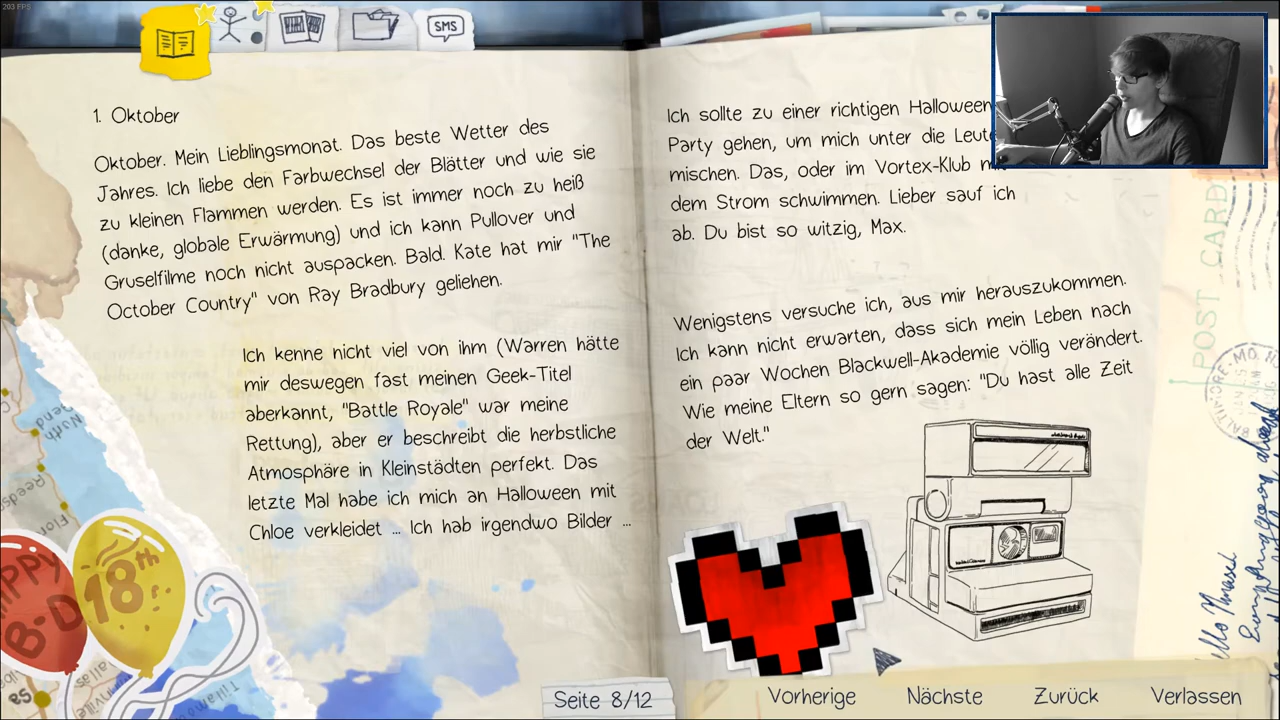 203 FPS
SMS
1. Oktober
Oktober. Mein Lieblingsmonat. Das beste Wetter des
Jahres. Ich liebe den Farbwechsel der Blätter und wie sie
zu kleinen Flammen werden. Es ist immer noch zu heiß
(danke, globale Erwärmung) und ich kann Pullover und
Gruselfilme noch nicht auspacken. Bald. Kate hat mir "The
October Country" von Ray Bradbury geliehen.
Ich kenne nicht viel von ihm (Warren hätte
mir deswegen fast meinen Geek-Titel
aberkannt, "Battle Royale" war meine
Rettung), aber er beschreibt die herbstliche
Atmosphäre in Kleinstädten perfekt. Das
letzte Mal habe ich mich an Halloween mit
Chloe verkleidet ... Ich hab irgendwo Bilder ...
HAPPY
B-D
18th
Seite 8/12
Ich sollte zu einer richtigen Halloween
Party gehen, um mich unter die Leute
mischen. Das, oder im Vortex-Klub
dem Strom schwimmen. Lieber sauf ich
ab. Du bist so witzig, Max.
Wenigstens versuche ich, aus mir herauszukommen.
Ich kann nicht erwarten, dass sich mein Leben nach
ein paar Wochen Blackwell-Akademie völlig verändert.
Wie meine Eltern so gern sagen: "Du hast alle Zeit
der Welt."
POST CARD
Vorherige Nächste Zurück Verlassen